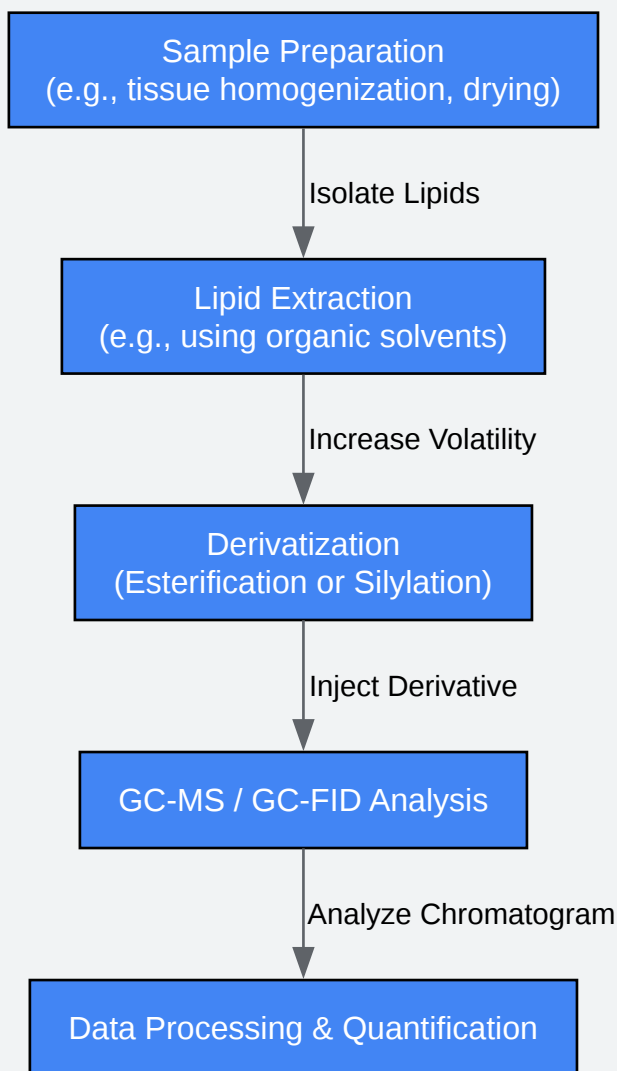 Sample Preparation
(e.g., tissue homogenization, drying)
Isolate Lipids
Lipid Extraction
(e.g., using organic solvents)
Increase Volatility
Derivatization
(Esterification or Silylation)
Inject Derivative
GC-MS / GC-FID Analysis
Analyze Chromatogram
Data Processing & Quantification